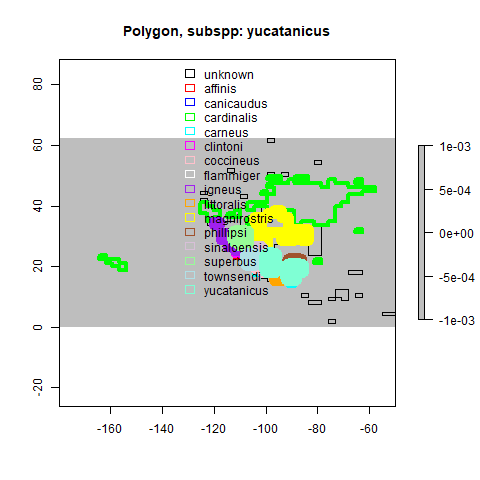 Polygon, subspp: yucatanicus
unknown
affinis
canicaudus
cardinalis
carneus
clintoni
coccineus
flammiger
igneus
littoralis
magnirostris
phillipsi
sinaloensis
superbus
townsendi
yucatanicus
80
60
40
20
0
-20
-160
-140
-120
-100
-80
-60
1e-03
5e-04
0e+00
-5e-04
-1e-03